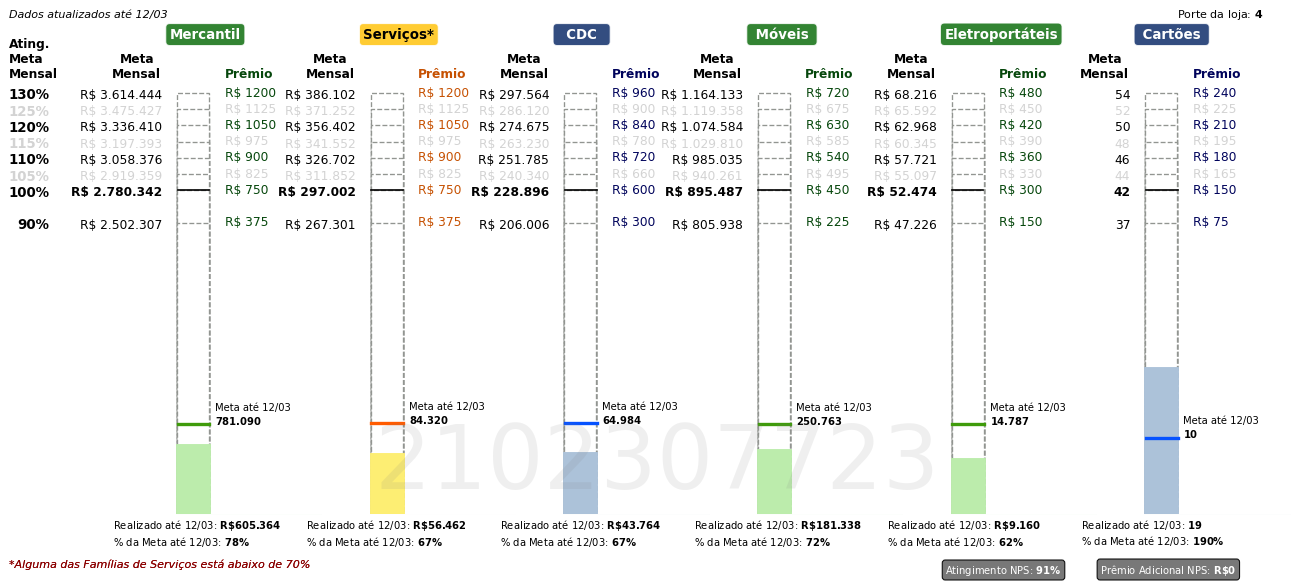 Dados atualizados até 12/03 Porte da loja: 4
Mercantil Serviços* CDC Móveis Eletroportáteis Cartões
Ating.
Meta Meta Meta Meta Meta Meta Meta
Mensal Mensal Prêmio Mensal Prêmio Mensal Prêmio Mensal Prêmio Mensal Prêmio Mensal Prêmio
130% R$ 3.614.444 R$ 1200 R$ 386.102 R$ 1200 R$ 297.564 R$ 960 R$ 1.164.133 R$ 720 R$ 68.216 R$ 480 54 R$ 240
125% R$ 3.475.427 R$ 1125 R$ 371.252 R$ 1125 R$ 286.120 R$ 900 R$ 1.119.358 R$ 675 R$ 65.592 R$ 450 52 R$ 225
120% R$ 3.336.410 R$ 1050 R$ 356.402 R$ 1050 R$ 274.675 R$ 840 R$ 1.074.584 R$ 630 R$ 62.968 R$ 420 50 R$ 210
115% R$ 3.197.393 R$ 975 R$ 341.552 R$ 975 R$ 263.230 R$ 780 R$ 1.029.810 R$ 585 R$ 60.345 R$ 390 48 R$ 195
110% R$ 3.058.376 R$ 900 R$ 326.702 R$ 900 R$ 251.785 R$ 720 R$ 985.035 R$ 540 R$ 57.721 R$ 360 46 R$ 180
105% R$ 2.919.359 R$ 825 R$ 311.852 R$ 825 R$ 240.340 R$ 660 R$ 940.261 R$ 495 R$ 55.097 R$ 330 44 R$ 165
100% R$ 2.780.342 R$ 750 R$ 297.002 R$ 750 R$ 228.896 R$ 600 R$ 895.487 R$ 450 R$ 52.474 R$ 300 42 R$ 150
90% R$ 2.502.307 R$ 375 R$ 267.301 R$ 375 R$ 206.006 R$ 300 R$ 805.938 R$ 225 R$ 47.226 R$ 150 37 R$ 75
Meta até 12/03 Meta até 12/03 Meta até 12/03 Meta até 12/03 Meta até 12/03 Meta até 12/03
781.090 84.320 64.984 250.763 14.787 10
2102307723
Realizado até 12/03: R$605.364 Realizado até 12/03: R$56.462 Realizado até 12/03: R$43.764 Realizado até 12/03: R$181.338 Realizado até 12/03: R$9.160 Realizado até 12/03: 19
% da Meta até 12/03: 78% % da Meta até 12/03: 67% % da Meta até 12/03: 67% % da Meta até 12/03: 72% % da Meta até 12/03: 62% % da Meta até 12/03: 190%
*Alguma das Famílias de Serviços está abaixo de 70% Atingimento NPS: 91% Prêmio Adicional NPS: R$0